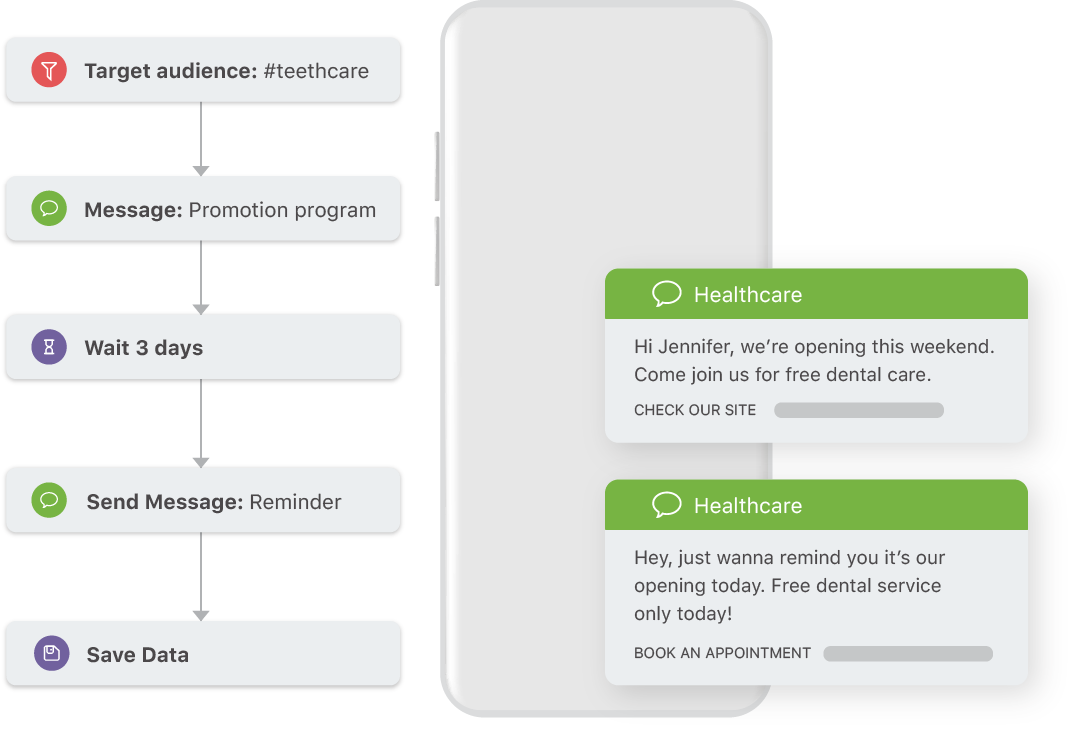 Target audience: #teethcare
Message: Promotion program
Wait 3 days
Send Message: Reminder
Save Data
Healthcare
Hi Jennifer, we’re opening this weekend.
Come join us for free dental care.
CHECK OUR SITE
Healthcare
Hey, just wanna remind you it’s our
opening today. Free dental service
only today!
BOOK AN APPOINTMENT